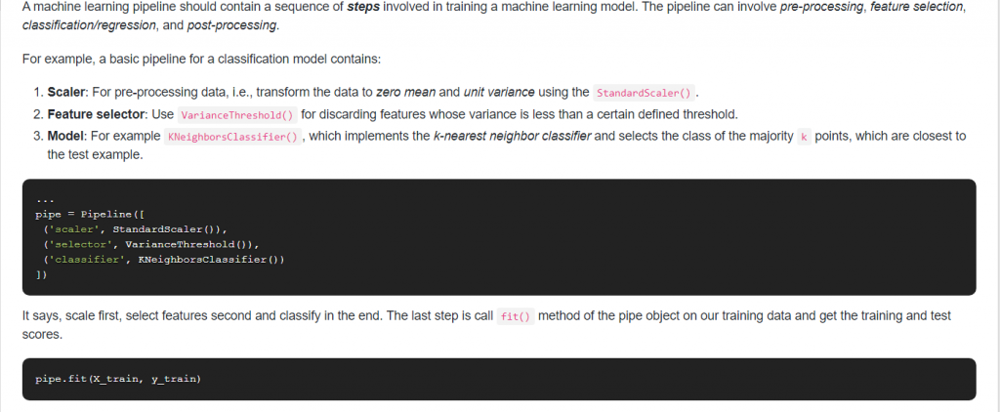 A machine learning pipeline should contain a sequence of steps involved in training a machine learning model. The pipeline can involve pre-processing, feature selection,
classification/regression, and post-processing.
For example, a basic pipeline for a classification model contains:
1. Scaler: For pre-processing data, i.e., transform the data to zero mean and unit variance using the StandardScaler() .
2. Feature selector: Use VarianceThreshold() for discarding features whose variance is less than a certain defined threshold.
3. Model: For example KNeighborsClassifier() , which implements the k-nearest neighbor classifier and selects the class of the majority k points, which are closest to
the test example.
...
pipe = Pipeline([
('scaler', StandardScaler()),
('selector', VarianceThreshold()),
('classifier', KNeighborsClassifier())
])
It says, scale first, select features second and classify in the end. The last step is call fit() method of the pipe object on our training data and get the training and test
scores.
pipe.fit(X_train, y_train)